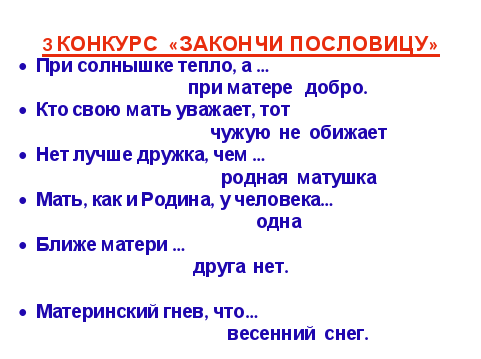 3 КОНКУРС «ЗАКОНЧИ ПОСЛОВИЦУ»
• При солнышке тепло, а ...
при матере добро.
• Кто свою мать уважает, тот
чужую не обижает
• Нет лучше дружка, чем ...
родная матушка
• Мать, как и Родина, у человека...
одна
• Ближе матери ...
друга нет.
• Материнский гнев, что...
весенний снег.